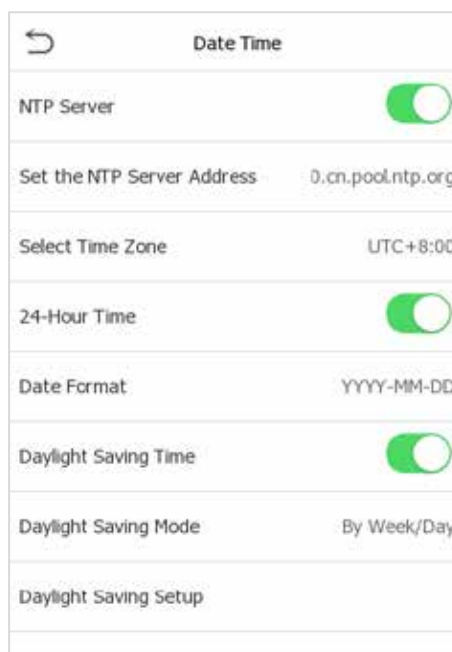 Date Time
NTP Server
Set the NTP Server Address 0.cn.pool.ntp.org
Select Time Zone UTC+8:00
24-Hour Time
Date Format YYYY-MM-DD
Daylight Saving Time
Daylight Saving Mode By Week/Day
Daylight Saving Setup